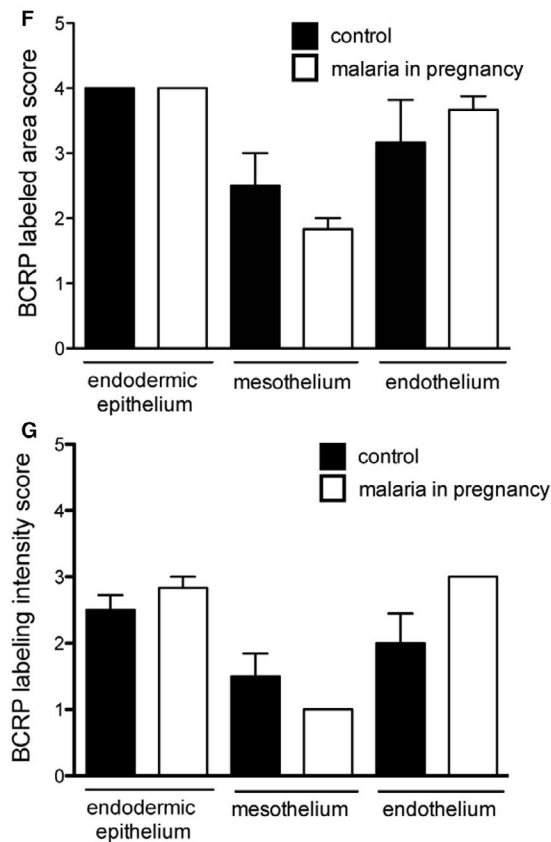 F
BCRP labeled area score
5
4
3
2
1
0
control
malaria in pregnancy
endodermic
epithelium
mesothelium
endothelium
G
BCRP labeling intensity score
5
4
3
2
1
0
control
malaria in pregnancy
endodermic
epithelium
mesothelium
endothelium